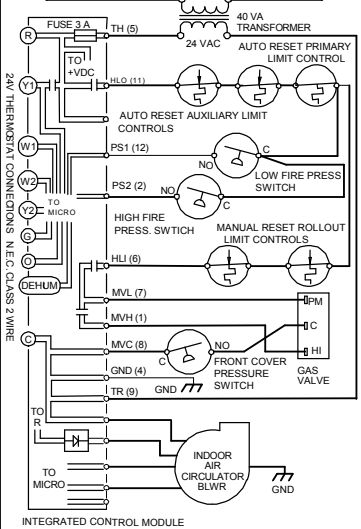 FUSE 3 A
R
TH (5)
40 VA
TRANSFORMER
24 VAC
TO
+VDC
AUTO RESET PRIMARY
LIMIT CONTROL
Y1
HLO (11)
AUTO RESET AUXILIARY LIMIT
CONTROLS
W1
PS1 (12)
C
NO
LOW FIRE PRESS
SWITCH
W2
PS2 (2)
NO
C
Y2
TO
MICRO
HIGH FIRE
PRESS. SWTICH
G
MANUAL RESET ROLLOUT
LIMIT CONTROLS
O
HLI (6)
DEHUM
MVL (7)
PM
MVH (1)
C
C
MVC (8)
NO
C
HI
FRONT COVER
PRESSURE
SWITCH
GAS
VALVE
GND (4)
GND
TR (9)
TO
R
TO
MICRO
INDOOR
AIR
CIRCULATOR
BLWR
GND
24V THERMOSTAT CONNECTIONS N.E.C. CLASS 2 WIRE
INTEGRATED CONTROL MODULE